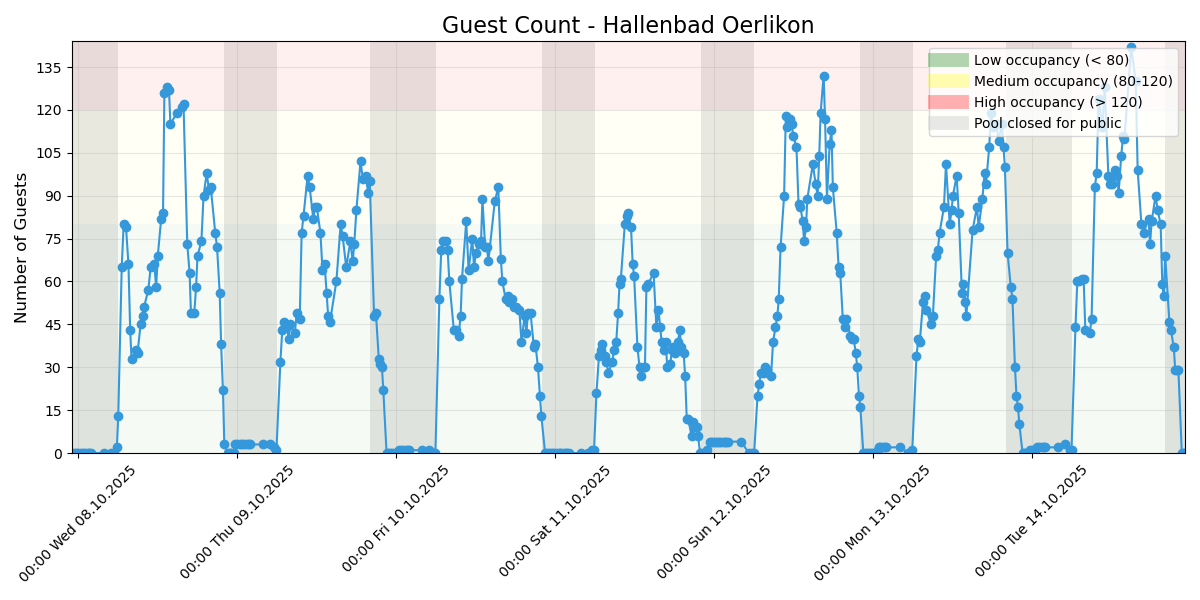 Guest Count - Hallenbad Oerlikon
Number of Guests
135
120
105
90
75
60
45
30
15
0
Low occupancy (< 80)
Medium occupancy (80-120)
High occupancy (> 120)
Pool closed for public
00:00 Wed 08.10.2025
00:00 Thu 09.10.2025
00:00 Fri 10.10.2025
00:00 Sat 11.10.2025
00:00 Sun 12.10.2025
00:00 Mon 13.10.2025
00:00 Tue 14.10.2025